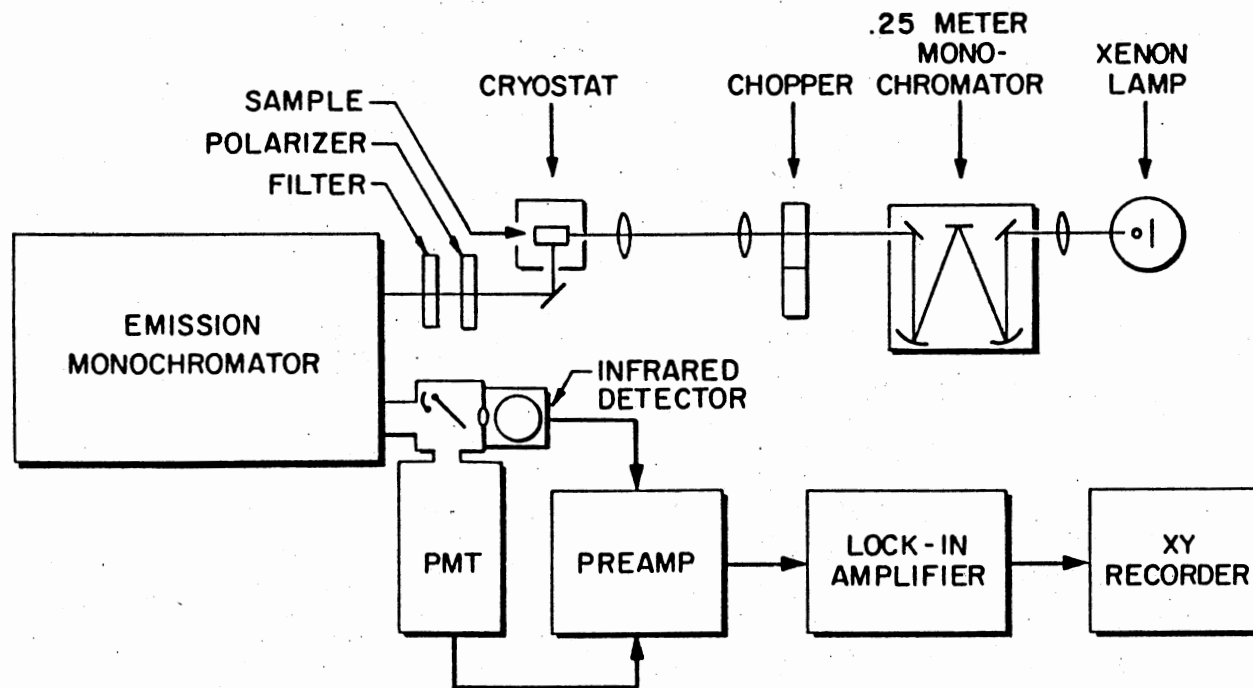 .25 METER
MONO-
CHROMATOR
XENON
LAMP
CRYOSTAT
CHOPPER
SAMPLE
POLARIZER
FILTER
EMISSION
MONOCHROMATOR
INFRARED
DETECTOR
PMT
PREAMP
LOCK-IN
AMPLIFIER
XY
RECORDER